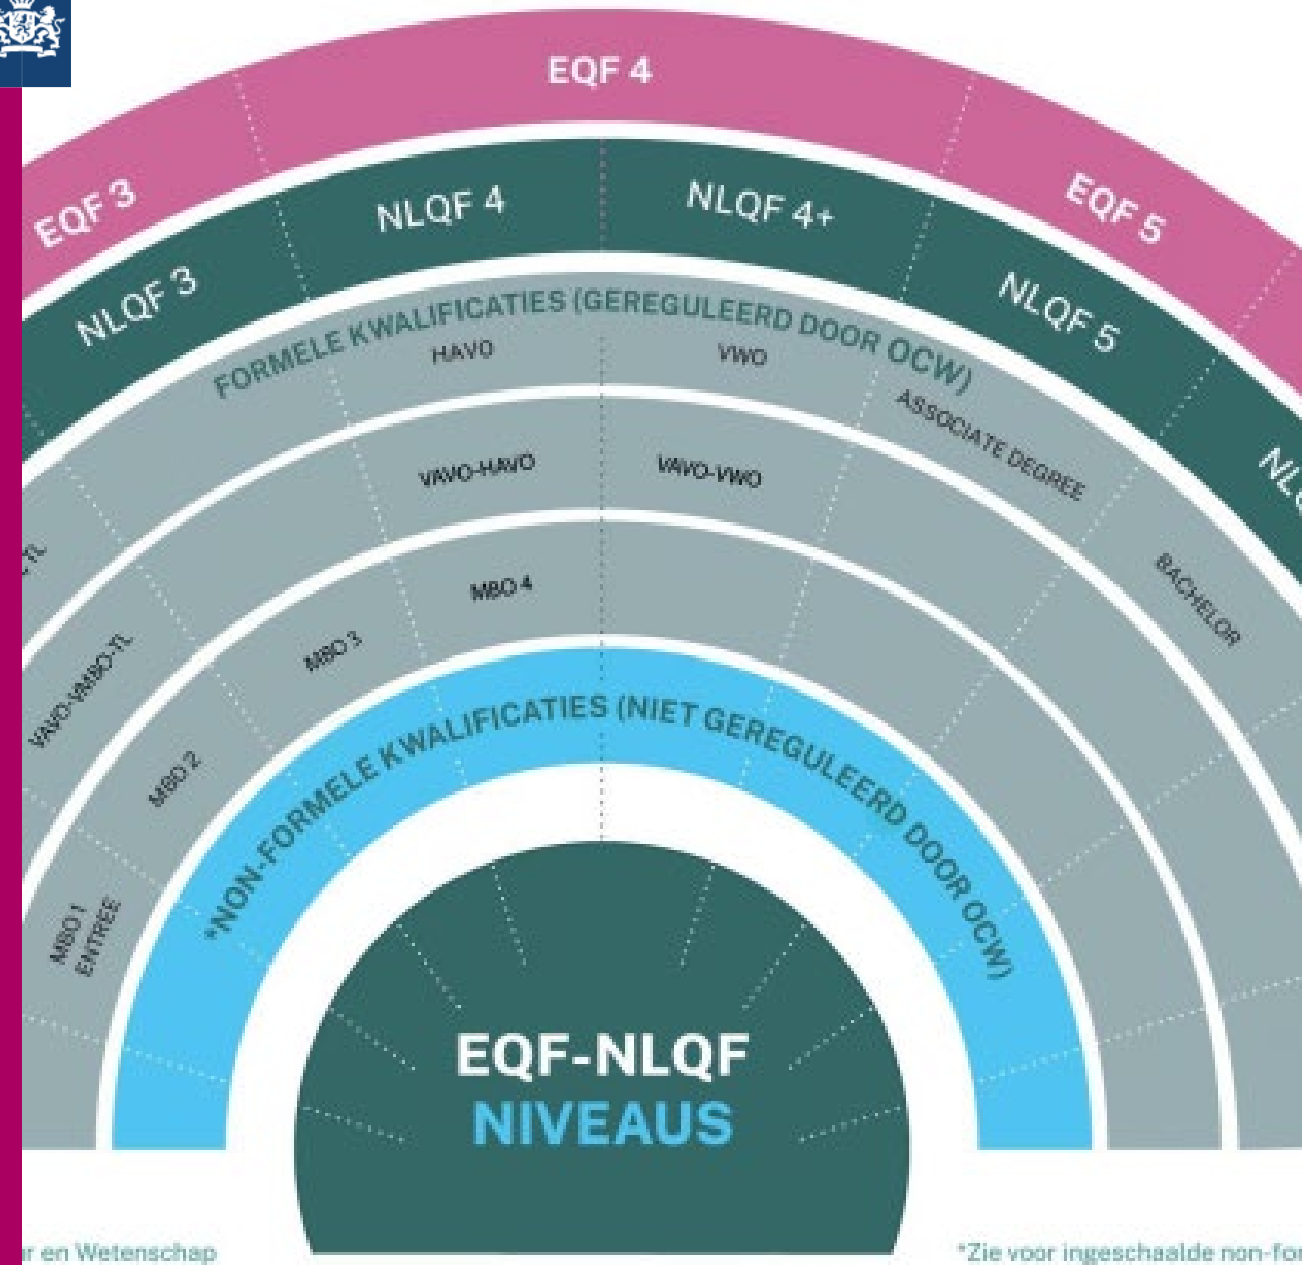 EQF 3
EQF 4
EQF 5
NLQF 3
NLQF 4
NLQF 4+
NLQF 5
FORMELE KWALIFICATIES (GEREGULEERD DOOR OCW)
HAVO
VWO
ASSOCIATE DEGREE
BACHELOR
VAVO-VMBO-TL
VAVO-HAVO
VAVO-VWO
MBO 1
ENTREE
MBO 2
MBO 3
MBO 4
*NON-FORMELE KWALIFICATIES (NIET GEREGULEERD DOOR OCW)
EQF-NLQF
NIVEAUS
en Wetenschap
*Zie voor ingeschaalde